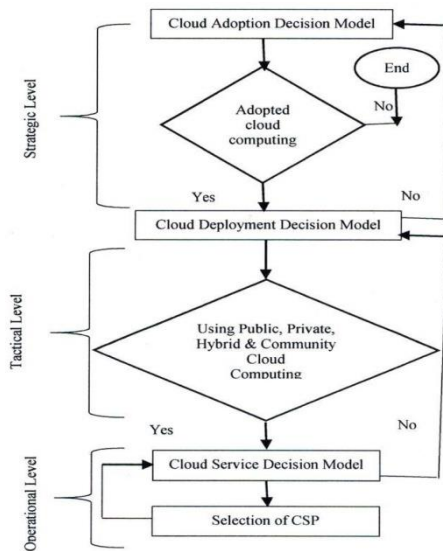 Cloud Adoption Decision Model
End
No
Adopted
cloud
computing
Strategic Level
Yes
No
Cloud Deployment Decision Model
Using Public, Private,
Hybrid & Community
Cloud
Computing
Tactical Level
Yes
No
Cloud Service Decision Model
Selection of CSP
Operational Level